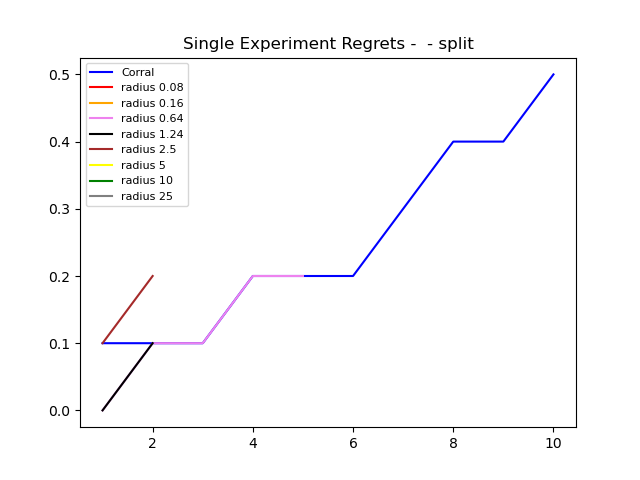 Single Experiment Regrets -  - split
0.5
0.4
0.3
0.2
0.1
0.0
Corral
radius 0.08
radius 0.16
radius 0.64
radius 1.24
radius 2.5
radius 5
radius 10
radius 25
2 4 6 8 10